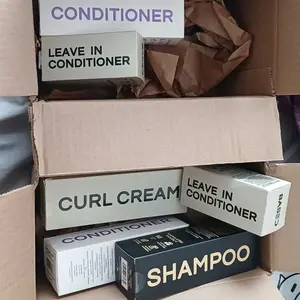 CONDITIONER
LEAVE IN
CONDITIONER
CURL CREAM
LEAVE IN
CONDITIONER
CONDITIONER
SHAMPOO